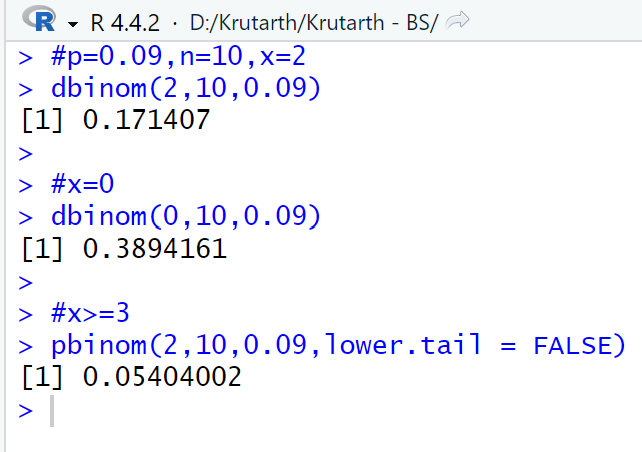 R R 4.4.2 · D:/Krutarth/Krutarth - BS/
> #p=0.09,n=10,x=2
> dbinom(2,10,0.09)
[1] 0.171407
>
> #x=0
> dbinom(0,10,0.09)
[1] 0.3894161
>
> #x>=3
> pbinom(2,10,0.09,lower.tail = FALSE)
[1] 0.05404002
>